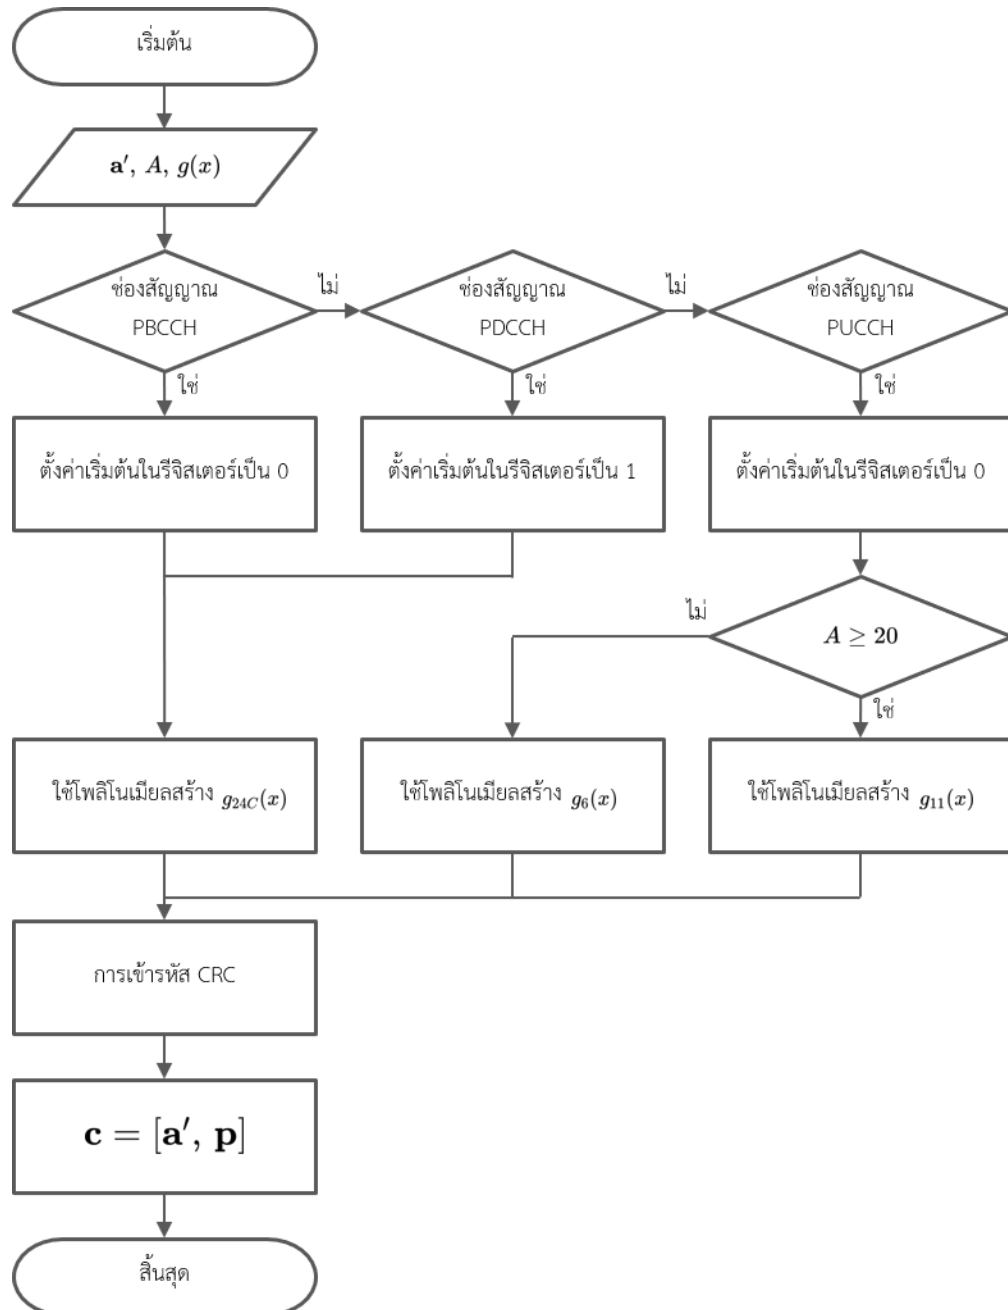 เริ่มต้น
a′, A, g(x)
ช่องสัญญาณ
PBCCH
ไม่
ช่องสัญญาณ
PDCCH
ไม่
ช่องสัญญาณ
PUCCH
ใช่
ใช่
ใช่
ตั้งค่าเริ่มต้นในรีจิสเตอร์เป็น 0
ตั้งค่าเริ่มต้นในรีจิสเตอร์เป็น 1
ตั้งค่าเริ่มต้นในรีจิสเตอร์เป็น 0
ไม่
A ≥ 20
ใช่
ใช้โพลิโนเมียลสร้าง g₂₄C(x)
ใช้โพลิโนเมียลสร้าง g₆(x)
ใช้โพลิโนเมียลสร้าง g₁₁(x)
การเข้ารหัส CRC
c = [a′, p]
สิ้นสุด